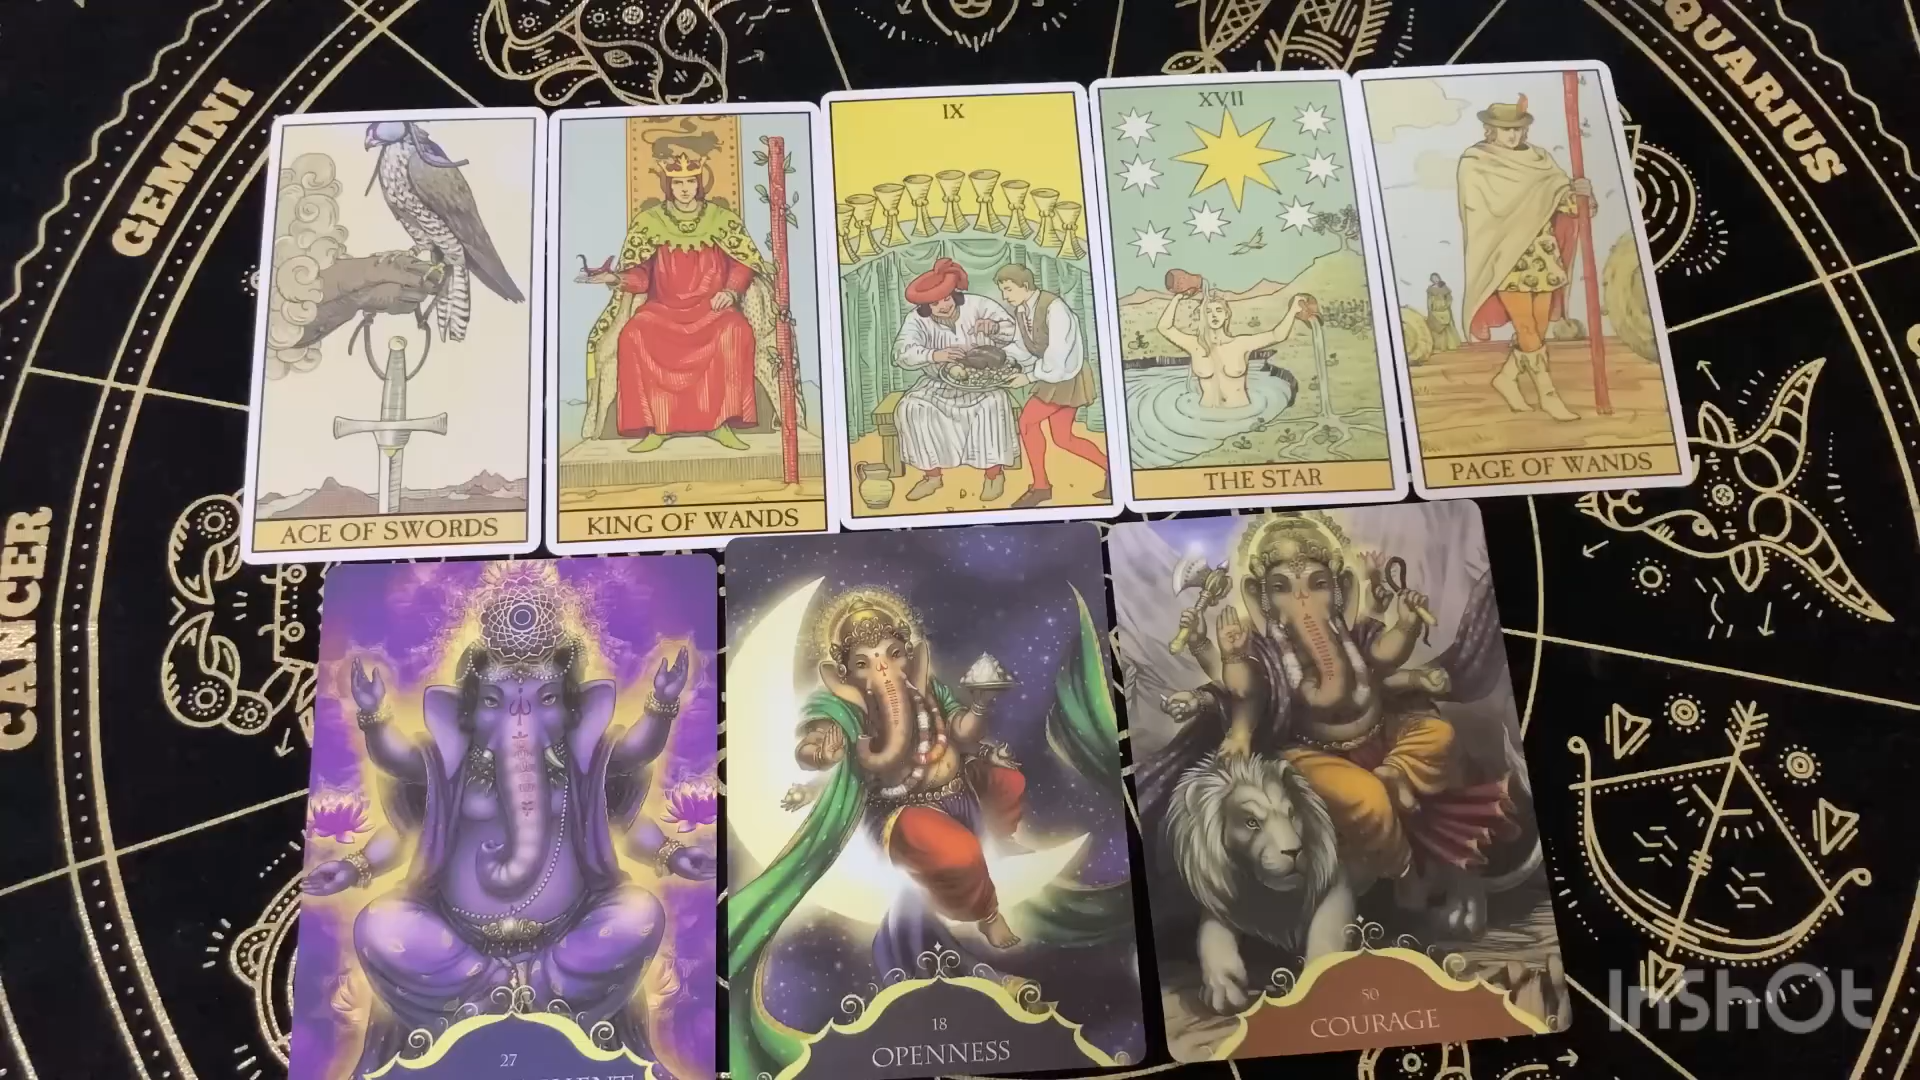 GEMINI
AQUARIUS
CANCER
IX
XVII
ACE OF SWORDS
KING OF WANDS
THE STAR
PAGE OF WANDS
27
18
OPENNESS
50
COURAGE
InShOt